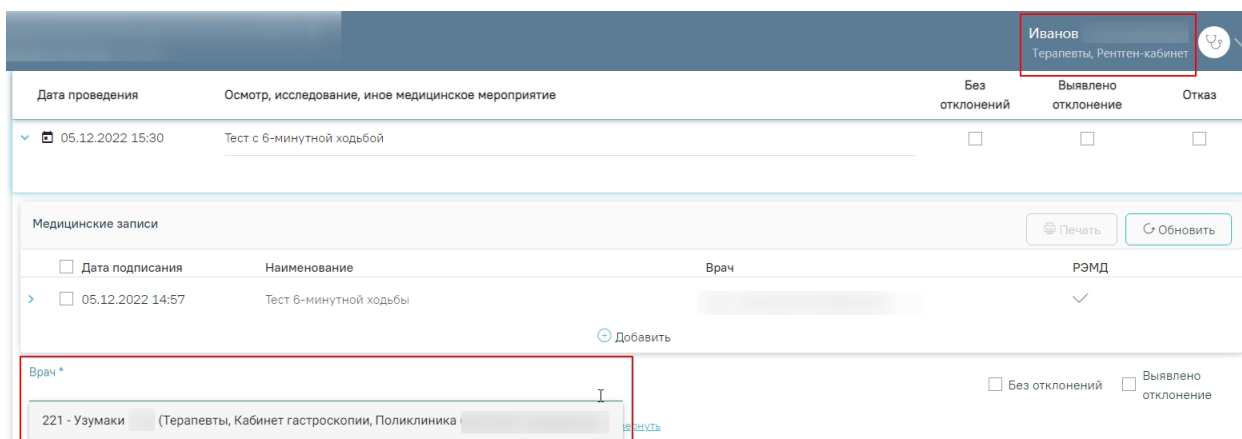 Иванов
Терапевты, Рентген-кабинет
Дата проведения Осмотр, исследование, иное медицинское мероприятие Без отклонений Выявлено отклонение Отказ
05.12.2022 15:30 Тест с 6-минутной ходьбой
Медицинские записи Печать Обновить
Дата подписания Наименование Врач РЭМД
05.12.2022 14:57 Тест 6-минутной ходьбы
Добавить
Врач *
Без отклонений Выявлено отклонение
221 - Узумаки (Терапевты, Кабинет гастроскопии, Поликлиника